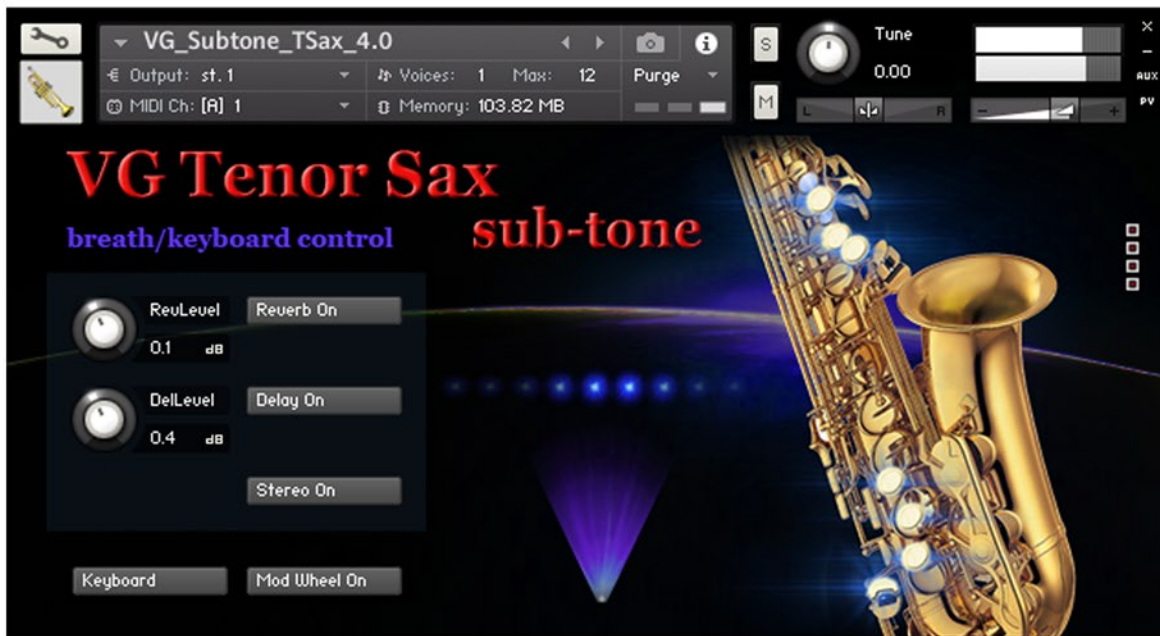 VG_Subtone_TSax_4.0
Output: st.1
Voices: 1 Max: 12
Purge
MIDI Ch: [A] 1
Memory: 103.82 MB
S
M
Tune
0.00
L
R
-
+
×
-
AUX
PV
VG Tenor Sax
sub-tone
breath/keyboard control
RevLevel
Reverb On
0.1 dB
DelLevel
Delay On
0.4 dB
Stereo On
Keyboard
Mod Wheel On